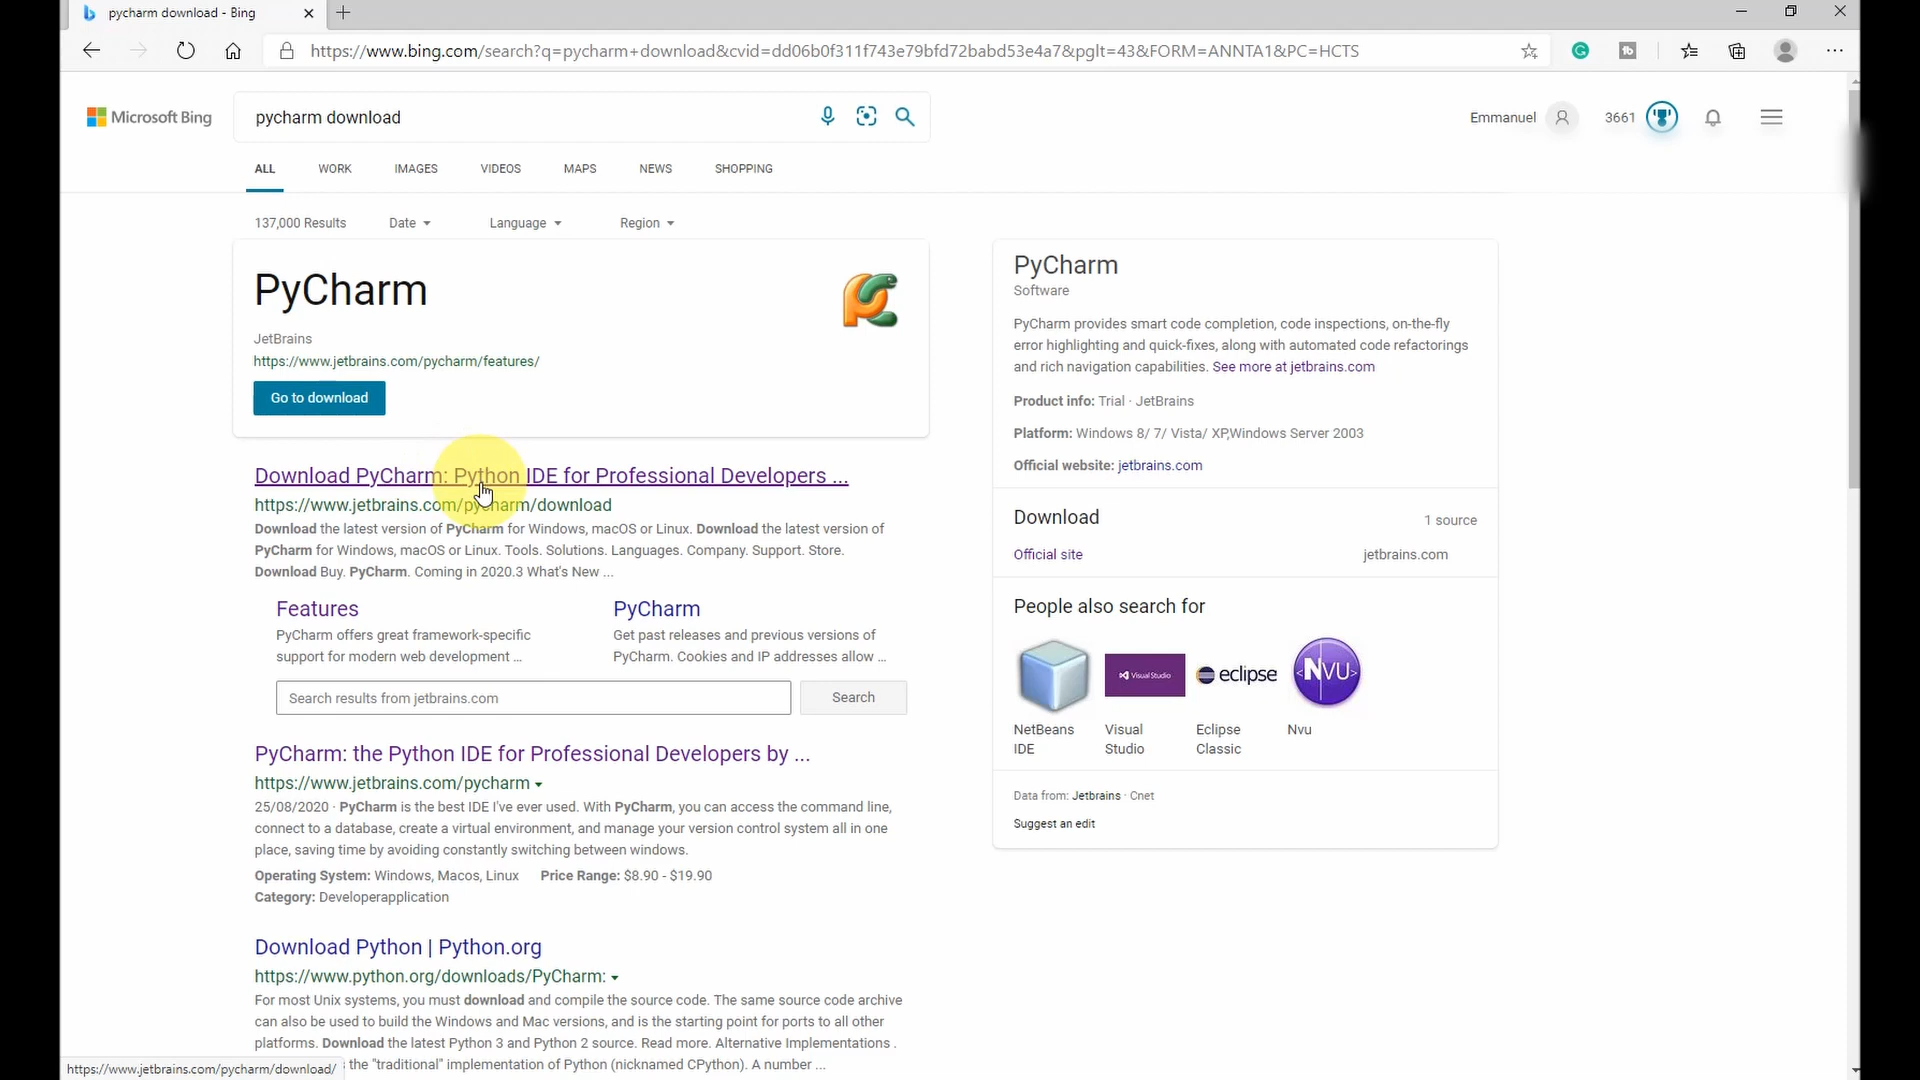 pycharm download - Bing
https://www.bing.com/search?q=pycharm+download&cvid=dd06b0f311f743e79bfd72babd53e4a7&pglt=43&FORM=ANNTA1&PC=HCTS
Microsoft Bing
pycharm download
Emmanuel
3661
ALL
WORK
IMAGES
VIDEOS
MAPS
NEWS
SHOPPING
137,000 Results
Date
Language
Region
PyCharm
JetBrains
https://www.jetbrains.com/pycharm/features/
Go to download
Download PyCharm: Python IDE for Professional Developers ...
https://www.jetbrains.com/pycharm/download
Download the latest version of PyCharm for Windows, macOS or Linux. Download the latest version of
PyCharm for Windows, macOS or Linux. Tools. Solutions. Languages. Company. Support. Store.
Download Buy. PyCharm. Coming in 2020.3 What's New ...
Features
PyCharm offers great framework-specific
support for modern web development ...
PyCharm
Get past releases and previous versions of
PyCharm. Cookies and IP addresses allow ...
Search results from jetbrains.com
Search
PyCharm: the Python IDE for Professional Developers by ...
https://www.jetbrains.com/pycharm
25/08/2020 · PyCharm is the best IDE I've ever used. With PyCharm, you can access the command line,
connect to a database, create a virtual environment, and manage your version control system all in one
place, saving time by avoiding constantly switching between windows.
Operating System: Windows, Macos, Linux Price Range: $8.90 - $19.90
Category: Developerapplication
Download Python | Python.org
https://www.python.org/downloads/PyCharm:
For most Unix systems, you must download and compile the source code. The same source code archive
can also be used to build the Windows and Mac versions, and is the starting point for ports to all other
platforms. Download the latest Python 3 and Python 2 source. Read more. Alternative Implementations .
the "traditional" implementation of Python (nicknamed CPython). A number ...
https://www.jetbrains.com/pycharm/download/
PyCharm
Software
PyCharm provides smart code completion, code inspections, on-the-fly
error highlighting and quick-fixes, along with automated code refactorings
and rich navigation capabilities. See more at jetbrains.com
Product info: Trial · JetBrains
Platform: Windows 8/ 7/ Vista/ XP,Windows Server 2003
Official website: jetbrains.com
Download
1 source
Official site
jetbrains.com
People also search for
Visual Studio
eclipse
<NVU>
NetBeans
IDE
Visual
Studio
Eclipse
Classic
Nvu
Data from: Jetbrains · Cnet
Suggest an edit